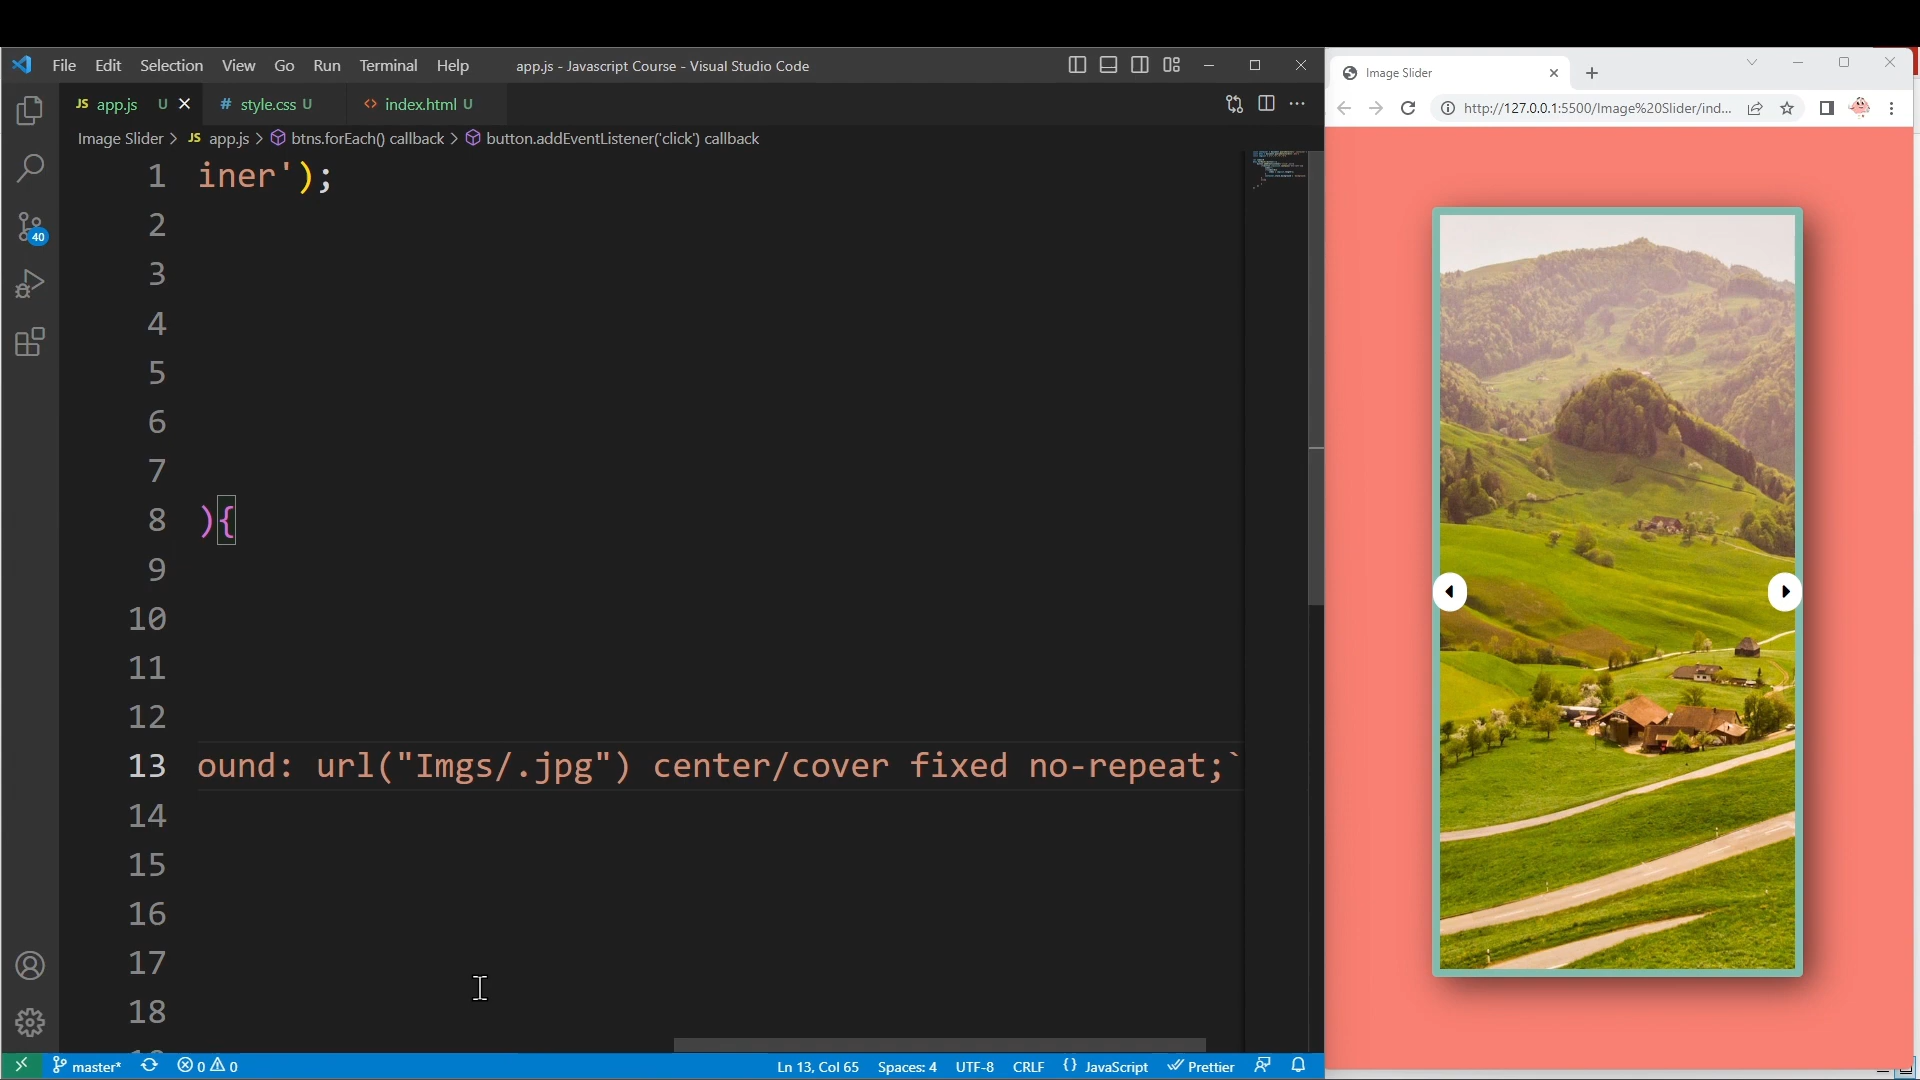 File Edit Selection View Go Run Terminal Help
app.js - Javascript Course - Visual Studio Code
JS app.js U
# style.css U
<> index.html U
Image Slider > JS app.js > btns.forEach() callback > button.addEventListener('click') callback
1 iner');
2
3
4
5
6
7
8 ){
9
10
11
12
13 ound: url("Imgs/.jpg") center/cover fixed no-repeat;`
14
15
16
17
18
40
master* 0 0
Ln 13, Col 65 Spaces: 4 UTF-8 CRLF {} JavaScript Prettier
Image Slider
http://127.0.0.1:5500/Image%20Slider/ind...